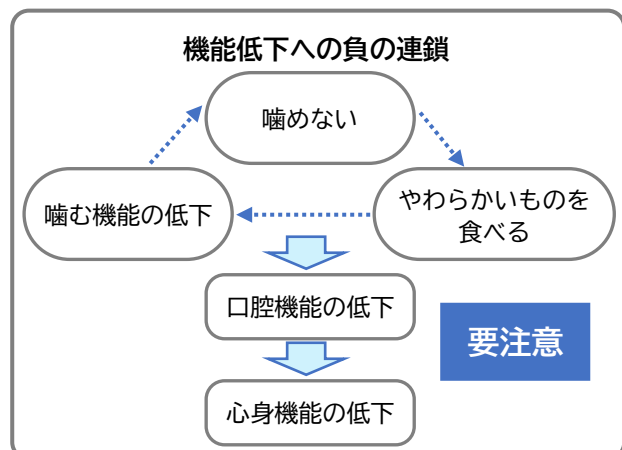 機能低下への負の連鎖
噛めない
噛む機能の低下
やわらかいものを
食べる
口腔機能の低下
要注意
心身機能の低下